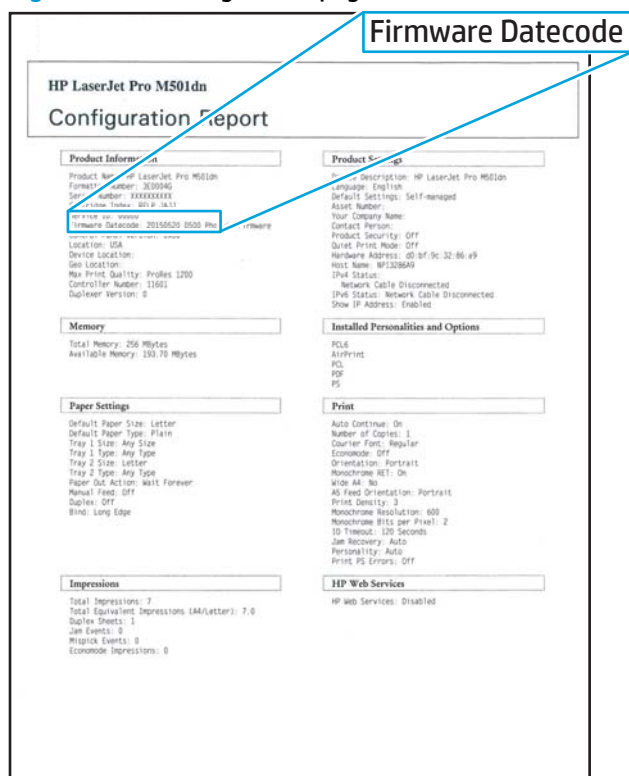 Firmware Datecode
HP LaserJet Pro M501dn
Configuration Report
Product Information
Product Name: HP LaserJet Pro M501dn
Formatter Number: 3E0004G
Serial Number: XXXXXXXXXX
Service ID: 00000
Firmware Datecode: 20150520 0500 Firmware
Location: USA
Device Location:
Geo Location:
Max Print Quality: ProRes 1200
Controller Number: 11601
Duplexer Version: 0
Product Settings
Description: HP LaserJet Pro M501dn
Language: English
Default Settings: Self-managed
Asset Number:
Your Company Name:
Contact Person:
Product Security: Off
Quiet Print Mode: Off
Hardware Address: d0:bf:9c:32:86:a9
Host Name: NPI3286A9
IPv4 Status:
Network Cable Disconnected
IPv6 Status: Network Cable Disconnected
Show IP Address: Enabled
Memory
Total Memory: 256 MBytes
Available Memory: 193.70 MBytes
Installed Personalities and Options
PCL6
AirPrint
PCL
PDF
PS
Paper Settings
Default Paper Size: Letter
Default Paper Type: Plain
Tray 1 Size: Any Size
Tray 1 Type: Any Type
Tray 2 Size: Letter
Tray 2 Type: Any Type
Paper Out Action: Wait Forever
Manual Feed: Off
Duplex: Off
Bind: Long Edge
Print
Auto Continue: On
Number of Copies: 1
Courier Font: Regular
Economode: Off
Orientation: Portrait
Monochrome RET: On
Wide A4: No
A5 Feed Orientation: Portrait
Print Density: 3
Monochrome Resolution: 600
Monochrome Bits per Pixel: 2
IO Timeout: 120 Seconds
Jam Recovery: Auto
Personality: Auto
Print PS Errors: Off
Impressions
Total Impressions: 7
Total Equivalent Impressions (A4/Letter): 7.0
Duplex Sheets: 1
Jam Events: 0
Mispick Events: 0
Economode Impressions: 0
HP Web Services
HP Web Services: Disabled